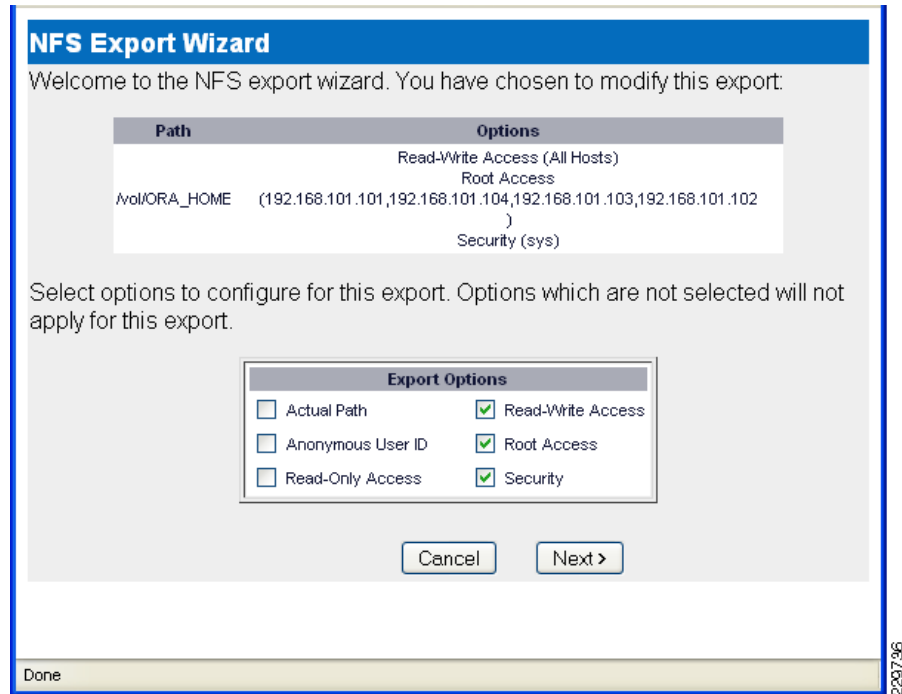 NFS Export Wizard
Welcome to the NFS export wizard. You have chosen to modify this export:
Path Options
Read-Write Access (All Hosts)
Root Access
/vol/ORA_HOME (192.168.101.101,192.168.101.104,192.168.101.103,192.168.101.102
)
Security (sys)
Select options to configure for this export. Options which are not selected will not
apply for this export.
Export Options
Actual Path Read-Write Access
Anonymous User ID Root Access
Read-Only Access Security
Cancel Next >
Done
229736